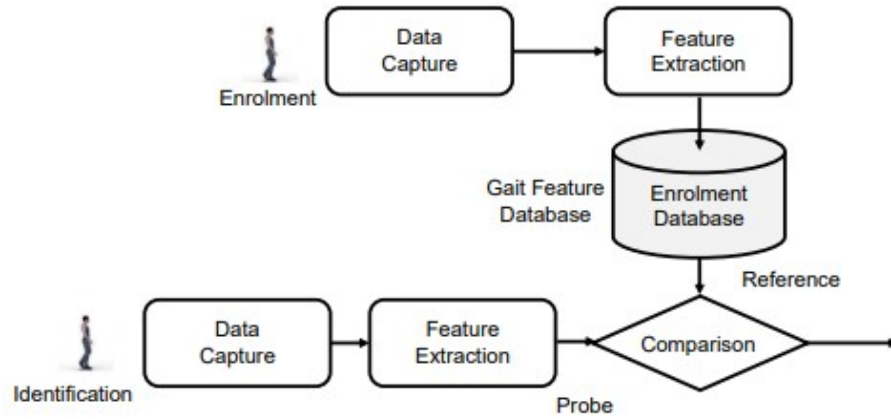 Data
Capture
Feature
Extraction
Enrolment
Gait Feature
Database
Enrolment
Database
Reference
Data
Capture
Feature
Extraction
Comparison
Identification
Probe